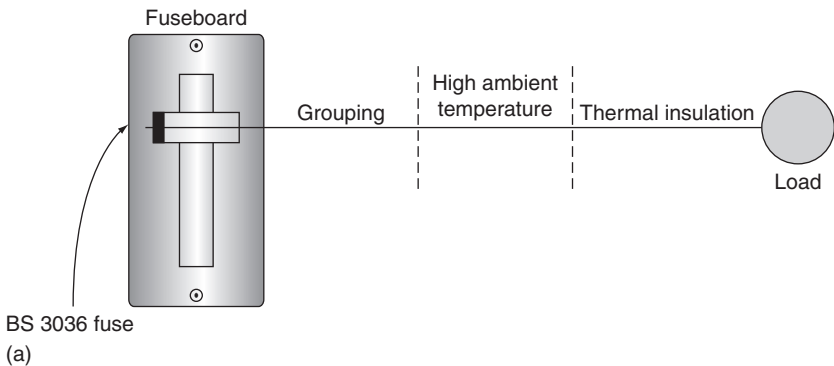 Fuseboard
Grouping
High ambient
temperature
Thermal insulation
Load
BS 3036 fuse
(a)